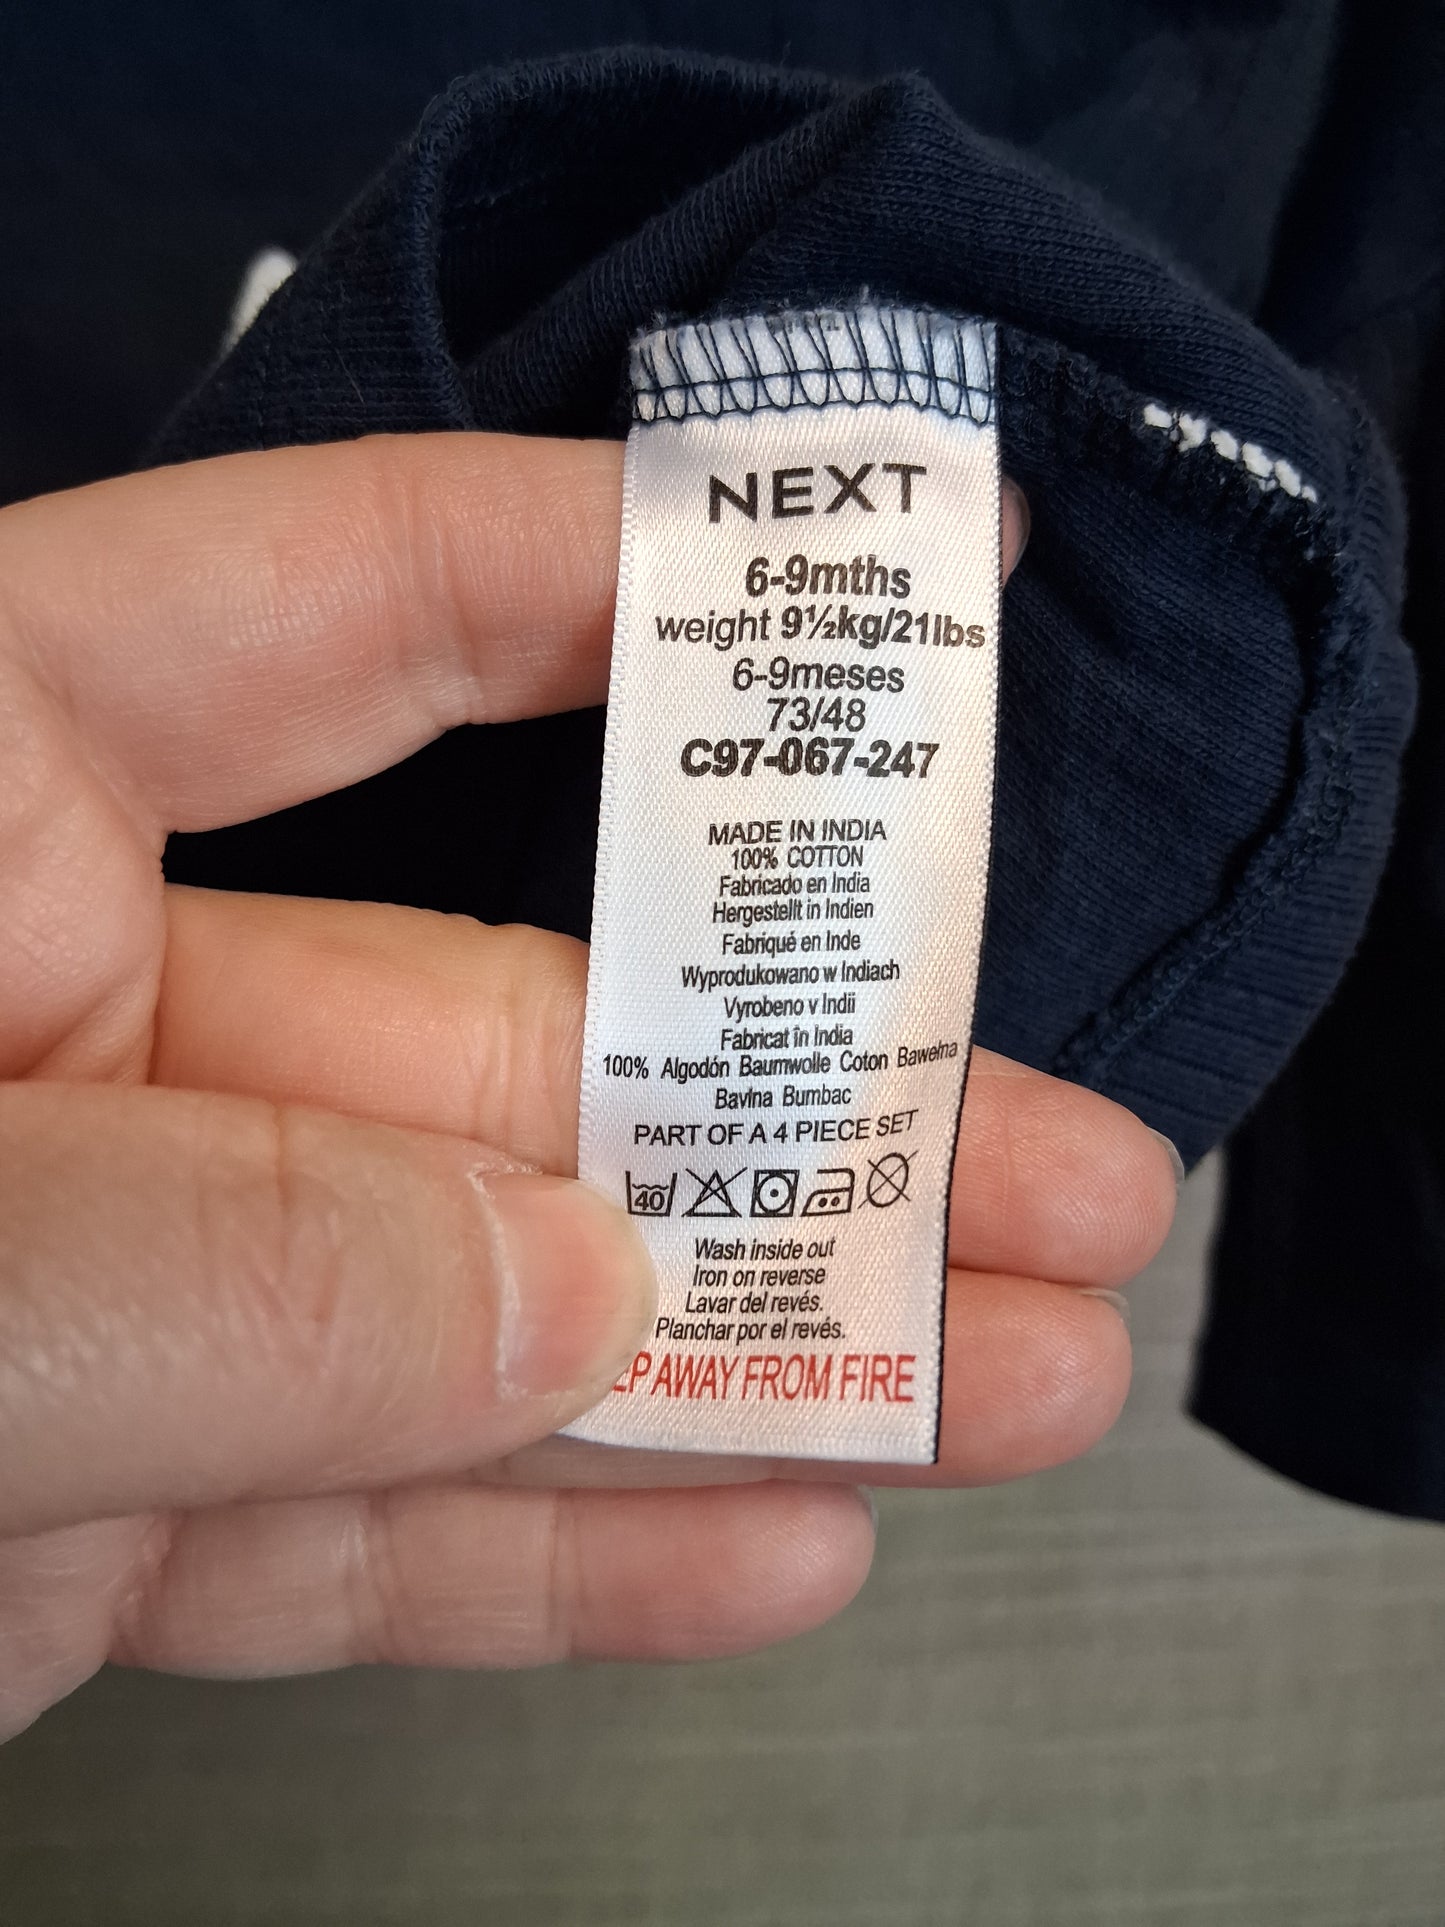 NEXT
6-9mths
weight 9½kg/21lbs
6-9meses
73/48
C97-067-247
MADE IN INDIA
100% COTTON
Fabricado en India
Hergestellt in Indien
Fabriqué en Inde
Wyprodukowano w Indiach
Vyrobeno v Indii
Fabricat în India
100% Algodón Baumwolle Coton Bawełna
Bavlna Bumbac
PART OF A 4 PIECE SET
40
Wash inside out
Iron on reverse
Lavar del revés.
Planchar por el revés.
AWAY FROM FIRE